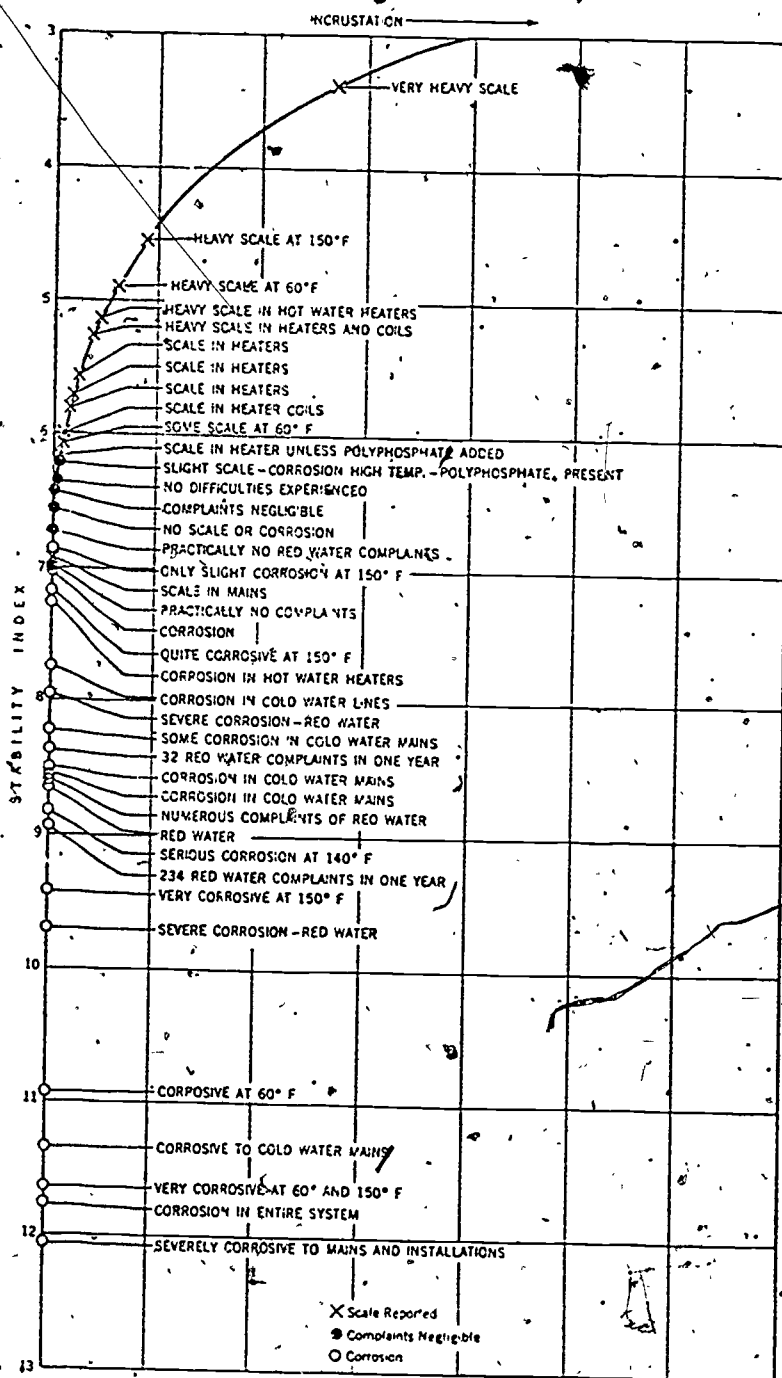 INCRUSTATION
3
VERY HEAVY SCALE
4
HEAVY SCALE AT 150° F
HEAVY SCALE AT 60°F
5
HEAVY SCALE IN HOT WATER HEATERS
HEAVY SCALE IN HEATERS AND COILS
SCALE IN HEATERS
SCALE IN HEATERS
SCALE IN HEATERS
SCALE IN HEATER COILS
6
SOME SCALE AT 60° F
SCALE IN HEATER UNLESS POLYPHOSPHATE ADDED
SLIGHT SCALE - CORROSION HIGH TEMP. - POLYPHOSPHATE PRESENT
NO DIFFICULTIES EXPERIENCED
COMPLAINTS NEGLIGIBLE
NO SCALE OR CORROSION
PRACTICALLY NO RED WATER COMPLAINTS
7
ONLY SLIGHT CORROSION AT 150° F
SCALE IN MAINS
PRACTICALLY NO COMPLANTS
CORROSION
QUITE CORROSIVE AT 150° F
CORROSION IN HOT WATER HEATERS
8
CORROSION IN COLD WATER LINES
SEVERE CORROSION - RED WATER
SOME CORROSION IN COLD WATER MAINS
32 RED WATER COMPLAINTS IN ONE YEAR
CORROSION IN COLD WATER MAINS
CORROSION IN COLD WATER MAINS
NUMEROUS COMPLAINTS OF RED WATER
9
RED WATER
SERIOUS CORROSION AT 140° F
234 RED WATER COMPLAINTS IN ONE YEAR
VERY CORROSIVE AT 150° F
SEVERE CORROSION - RED WATER
10
CORROSIVE AT 60° F
11
CORROSIVE TO COLD WATER MAINS
VERY CORROSIVE AT 60° AND 150° F
CORROSION IN ENTIRE SYSTEM
12
SEVERELY CORROSIVE TO MAINS AND INSTALLATIONS
13
STABILITY INDEX
X Scale Reported
● Complaints Negligible
O Corrosion